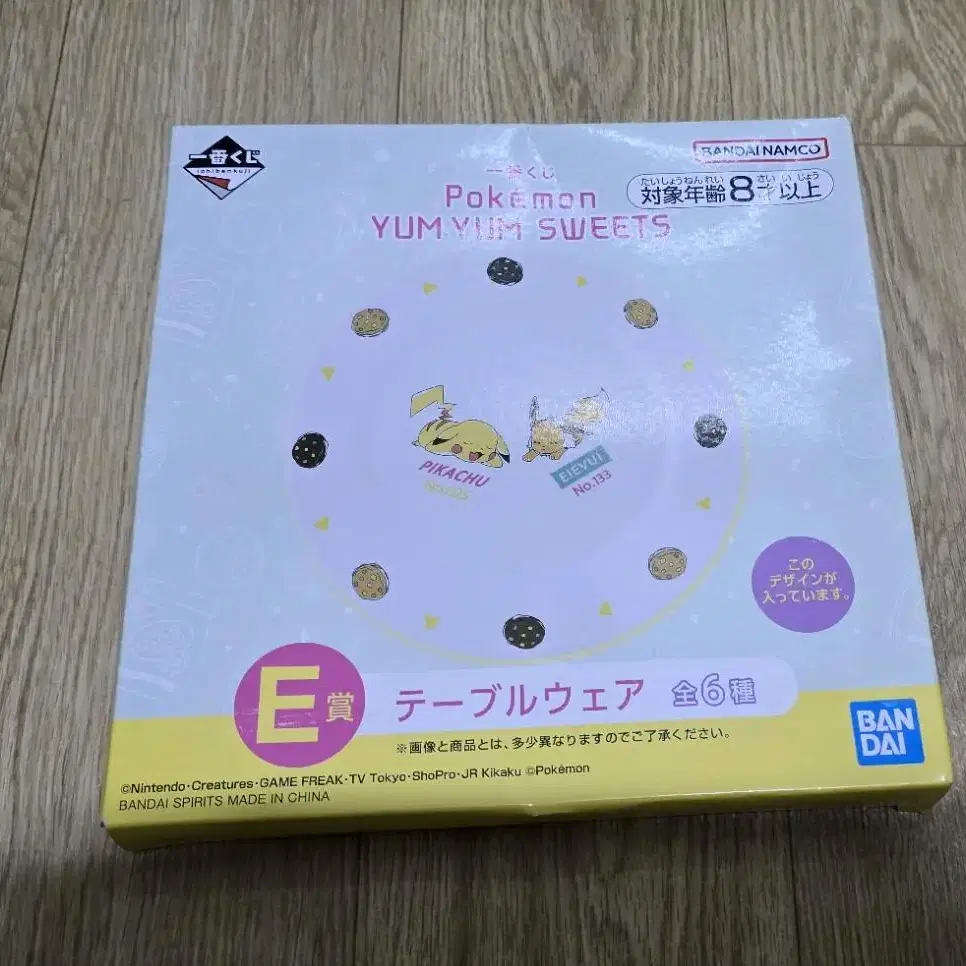 一番くじ
ichibankuji
BANDAI NAMCO
たいしょうねんれい さい いじょう
対象年齢8才以上
一番くじ
Pokémon
YUM YUM SWEETS
PIKACHU
No.025
EIEVUI
No.133
この
デザインが
入っています。
E賞
テーブルウェア 全6種
※画像と商品とは、多少異なりますのでご了承ください。
BAN
DAI
©Nintendo・Creatures・GAME FREAK・TV Tokyo・ShoPro・JR Kikaku ©Pokémon
BANDAI SPIRITS MADE IN CHINA